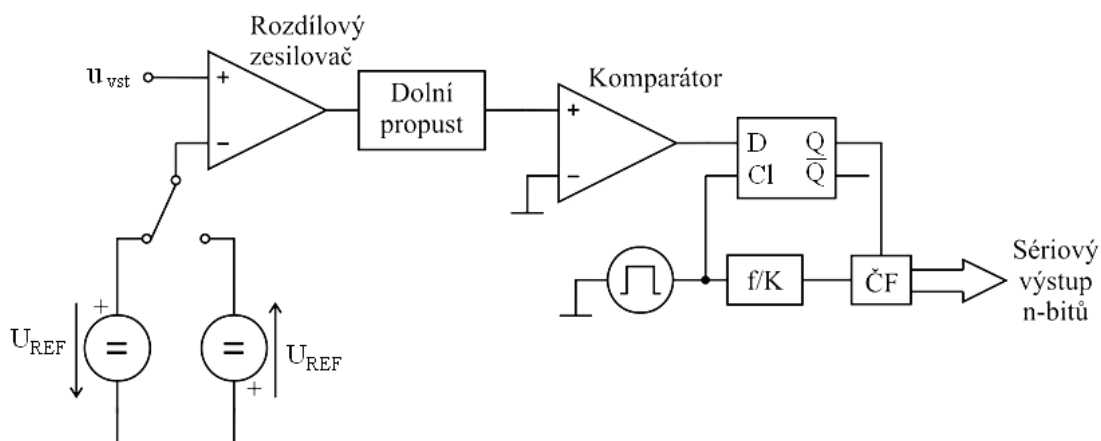 Rozdílový
zesilovač
u vst
+
−
Dolní
propust
Komparátor
+
−
D Q
Cl Q̅
f/K
ČF
Sériový
výstup
n-bitů
U REF
+
=
=
+
U REF